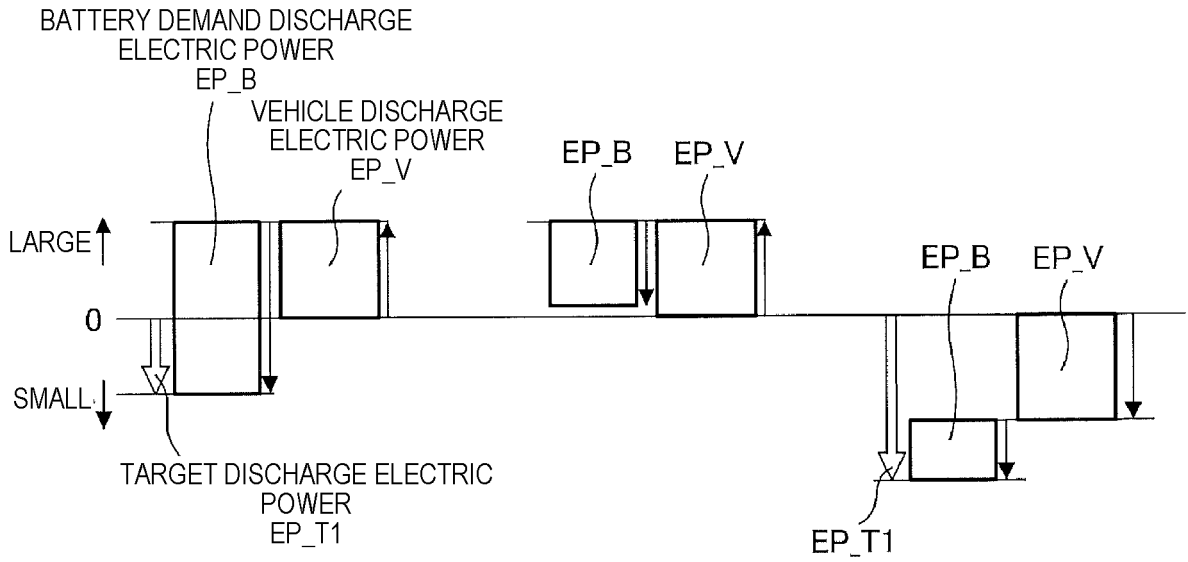 BATTERY DEMAND DISCHARGE
ELECTRIC POWER
EP_B
VEHICLE DISCHARGE
ELECTRIC POWER
EP_V
EP_B
EP_V
LARGE
EP_B
EP_V
0
SMALL
TARGET DISCHARGE ELECTRIC
POWER
EP_T1
EP_T1